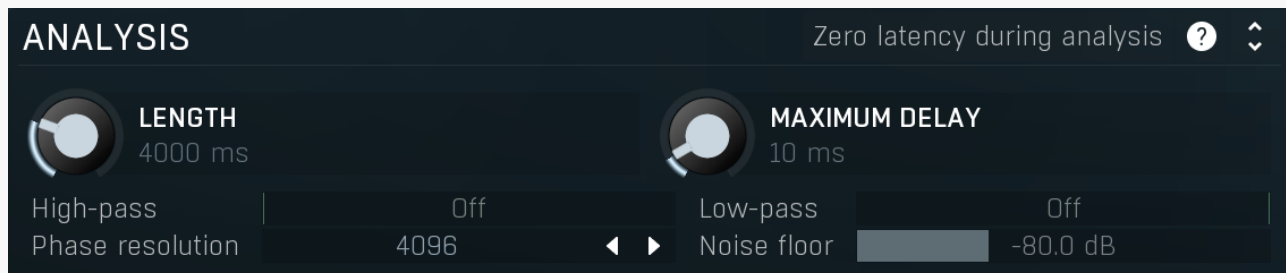 ANALYSIS
Zero latency during analysis ?
LENGTH
4000 ms
MAXIMUM DELAY
10 ms
High-pass Off
Low-pass Off
Phase resolution 4096
Noise floor -80.0 dB